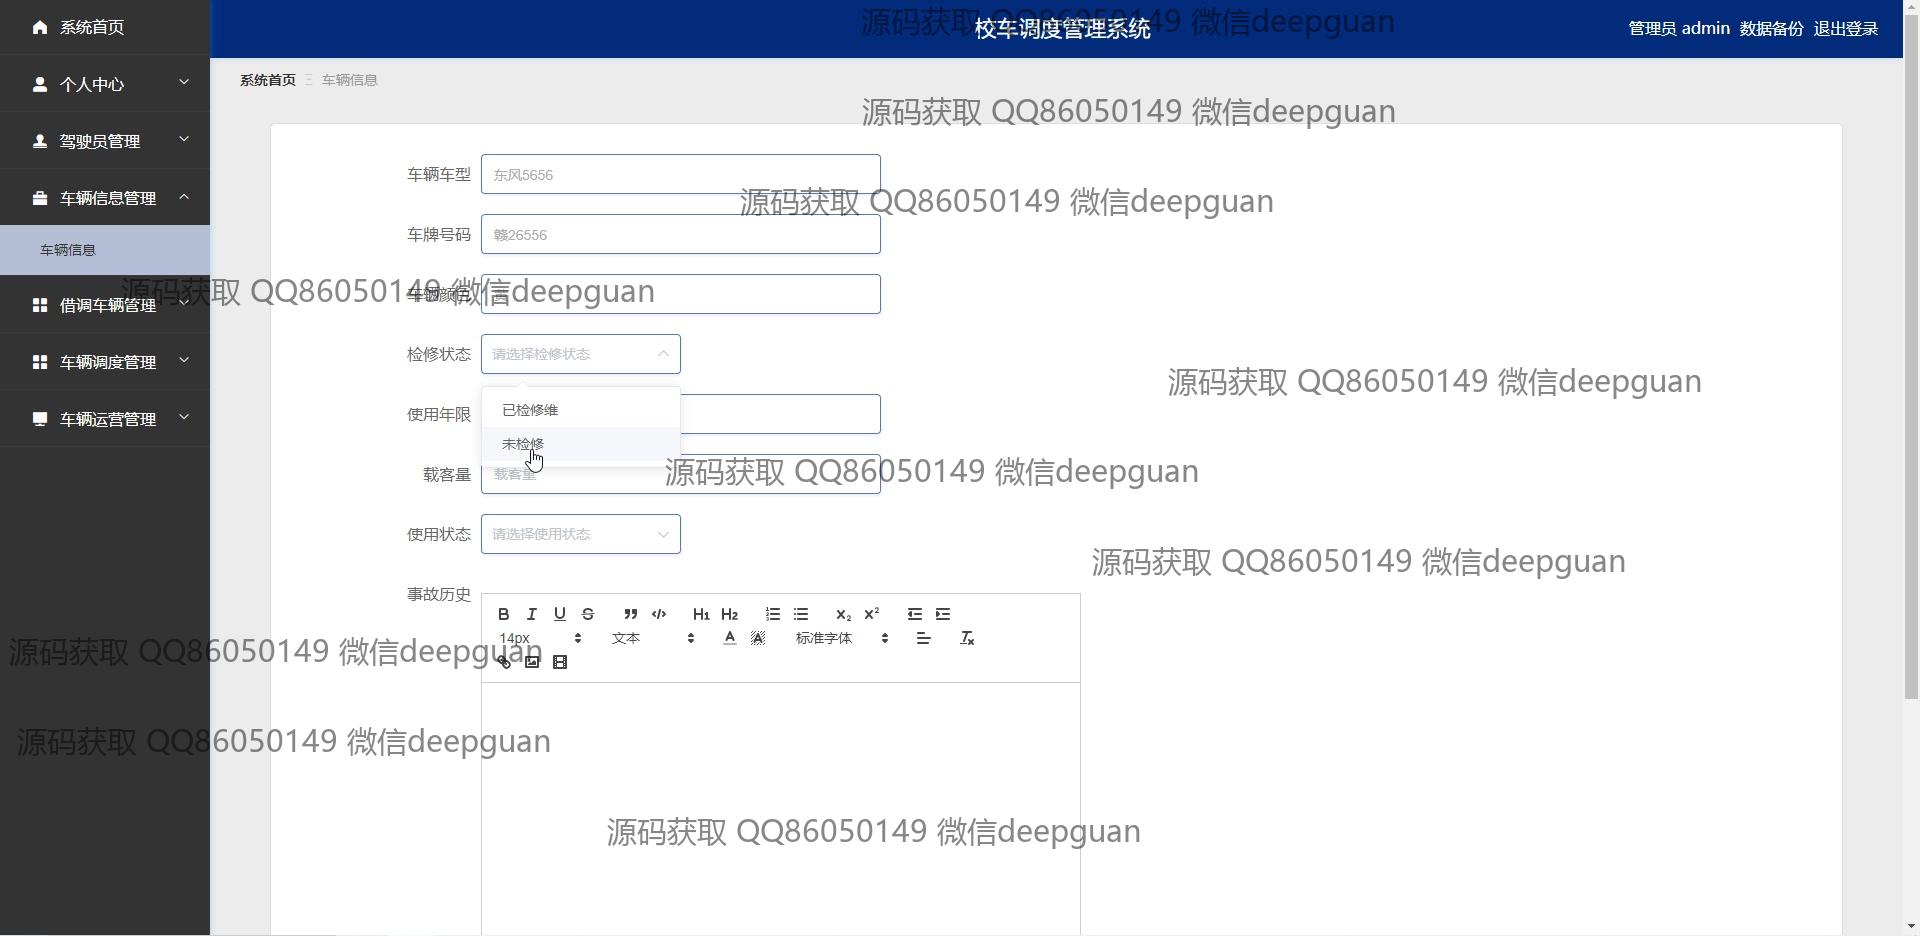 系统首页
个人中心
驾驶员管理
车辆信息管理
车辆信息
借调车辆管理
车辆调度管理
车辆运营管理
校车调度管理系统
管理员 admin 数据备份 退出登录
系统首页 车辆信息
车辆车型 东风5656
车牌号码 赣26556
车辆颜色
检修状态 请选择检修状态
已检修维
未检修
使用年限
载客量 载客量
使用状态 请选择使用状态
事故历史
B I U S H1 H2 X2 X2
14px 文本 A A 标准字体
源码获取 QQ86050149 微信deepguan
源码获取 QQ86050149 微信deepguan
源码获取 QQ86050149 微信deepguan
源码获取 QQ86050149 微信deepguan
源码获取 QQ86050149 微信deepguan
源码获取 QQ86050149 微信deepguan
源码获取 QQ86050149 微信deepguan
源码获取 QQ86050149 微信deepguan
源码获取 QQ86050149 微信deepguan
源码获取 QQ86050149 微信deepguan